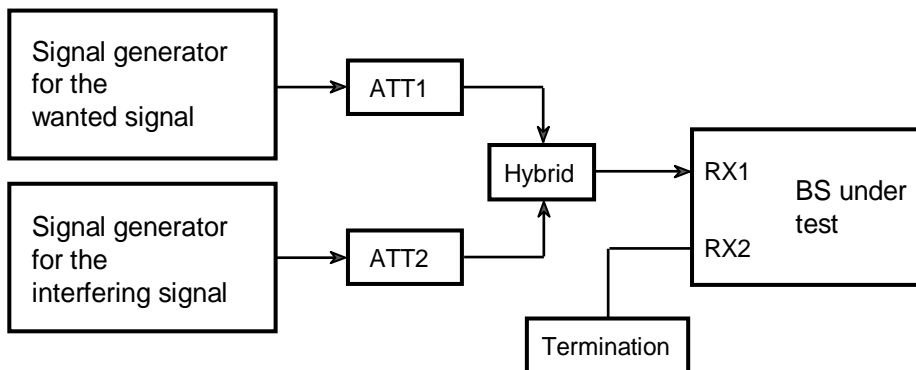 Signal generator
for the
wanted signal
ATT1
Hybrid
RX1
BS under
test
RX2
Signal generator
for the
interfering signal
ATT2
Termination